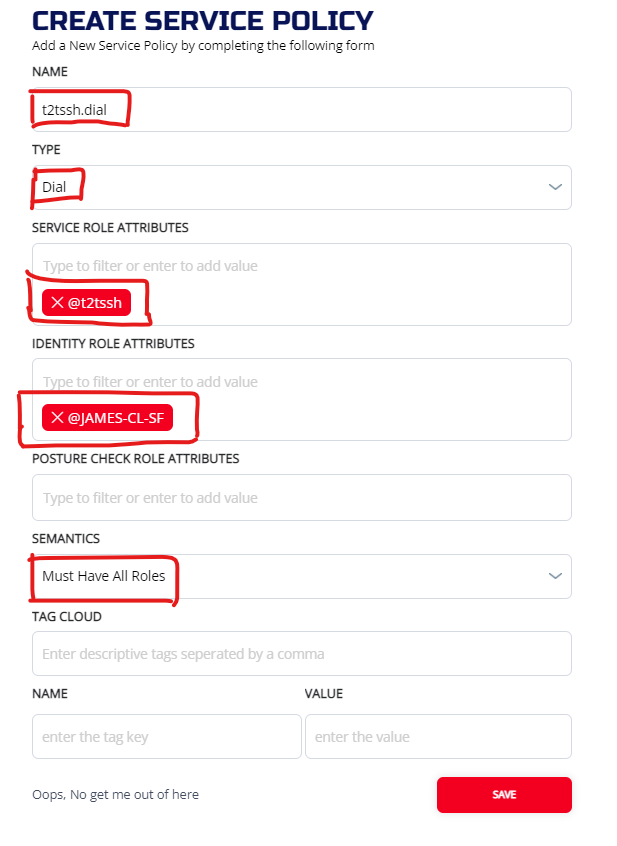 CREATE SERVICE POLICY
Add a New Service Policy by completing the following form
NAME
t2tssh.dial
TYPE
Dial
SERVICE ROLE ATTRIBUTES
Type to filter or enter to add value
@t2tssh
IDENTITY ROLE ATTRIBUTES
Type to filter or enter to add value
@JAMES-CL-SF
POSTURE CHECK ROLE ATTRIBUTES
Type to filter or enter to add value
SEMANTICS
Must Have All Roles
TAG CLOUD
Enter descriptive tags seperated by a comma
NAME VALUE
enter the tag key enter the value
Oops, No get me out of here SAVE